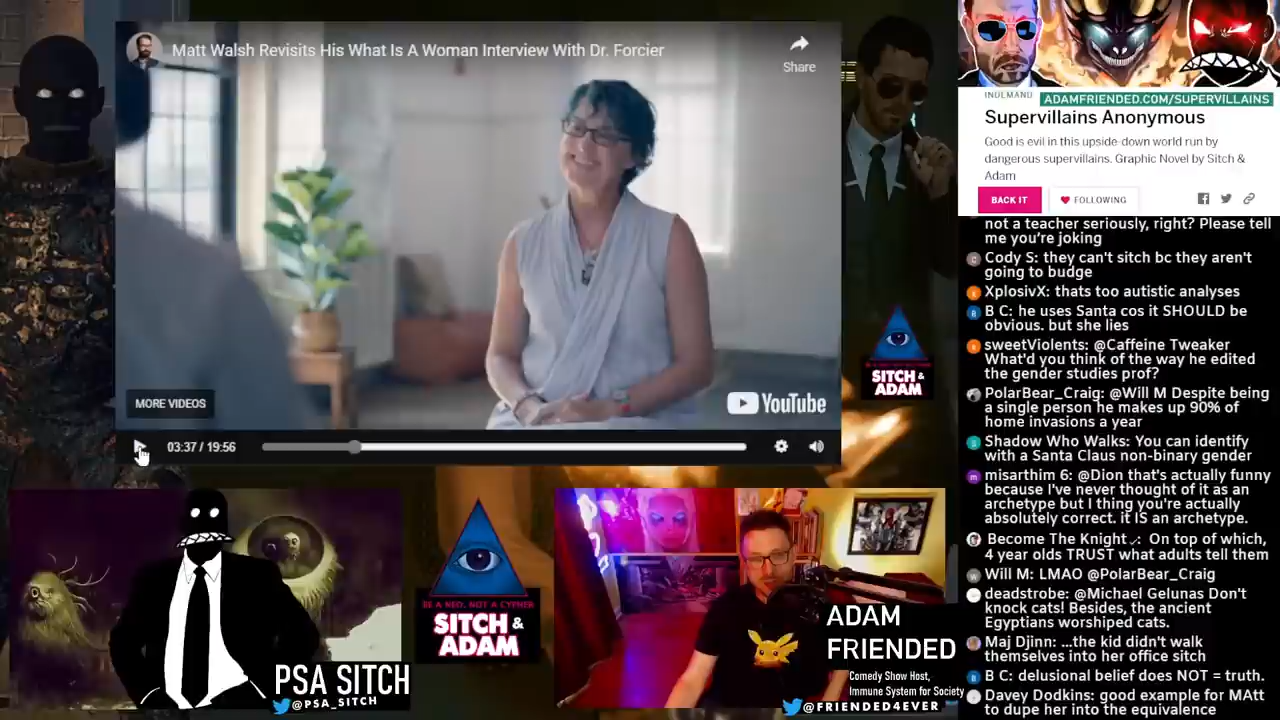 Matt Walsh Revisits His What Is A Woman Interview With Dr. Forcier
Share
MORE VIDEOS
YouTube
03:37 / 19:56
SITCH &
ADAM
INDEMAND
ADAMFRIENDED.COM/SUPERVILLAINS
Supervillains Anonymous
Good is evil in this upside-down world run by
dangerous supervillains. Graphic Novel by Sitch &
Adam
BACK IT
FOLLOWING
not a teacher seriously, right? Please tell
me you're joking
Cody S: they can't sitch bc they aren't
going to budge
XplosivX: thats too autistic analyses
B C: he uses Santa cos it SHOULD be
obvious. but she lies
sweetViolents: @Caffeine Tweaker
What'd you think of the way he edited
the gender studies prof?
PolarBear_Craig: @Will M Despite being
a single person he makes up 90% of
home invasions a year
Shadow Who Walks: You can identify
with a Santa Claus non-binary gender
misarthim 6: @Dion that's actually funny
because I've never thought of it as an
archetype but I thing you're actually
absolutely correct. it IS an archetype.
Become The Knight: On top of which,
4 year olds TRUST what adults tell them
Will M: LMAO @PolarBear_Craig
deadstrobe: @Michael Gelunas Don't
knock cats! Besides, the ancient
Egyptians worshiped cats.
Maj Djinn: ...the kid didn't walk
themselves into her office sitch
B C: delusional belief does NOT = truth.
Davey Dodkins: good example for MAtt
to dupe her into the equivalence
PSA SITCH
@PSA_SITCH
BE A NEO, NOT A CYPHER
SITCH &
ADAM
ADAM
FRIENDED
Comedy Show Host,
Immune System for Society
@FRIENDED4EVER